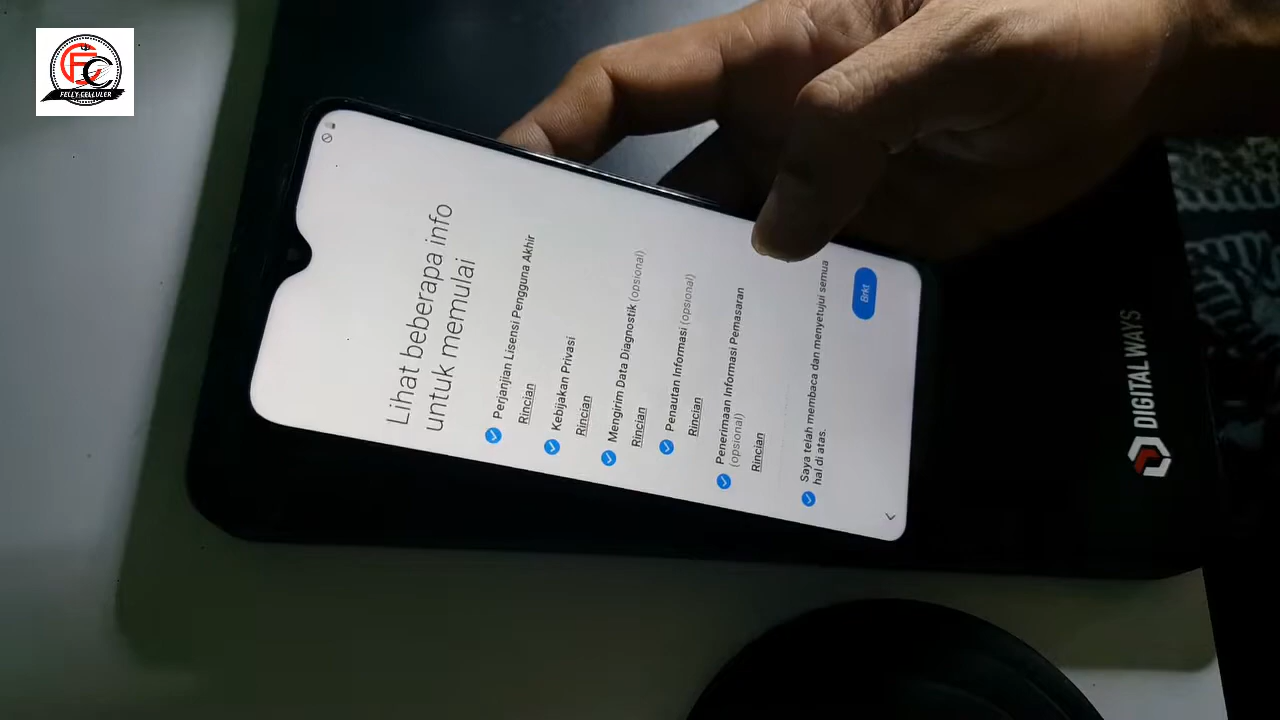 FELLY CELLULER
Lihat beberapa info
untuk memulai
Perjanjian Lisensi Pengguna Akhir
Rincian
Kebijakan Privasi
Rincian
Mengirim Data Diagnostik (opsional)
Rincian
Penautan Informasi (opsional)
Rincian
Penerimaan Informasi Pemasaran
(opsional)
Rincian
Saya telah membaca dan menyetujui semua
hal di atas.
Brkt
DIGITAL WAYS